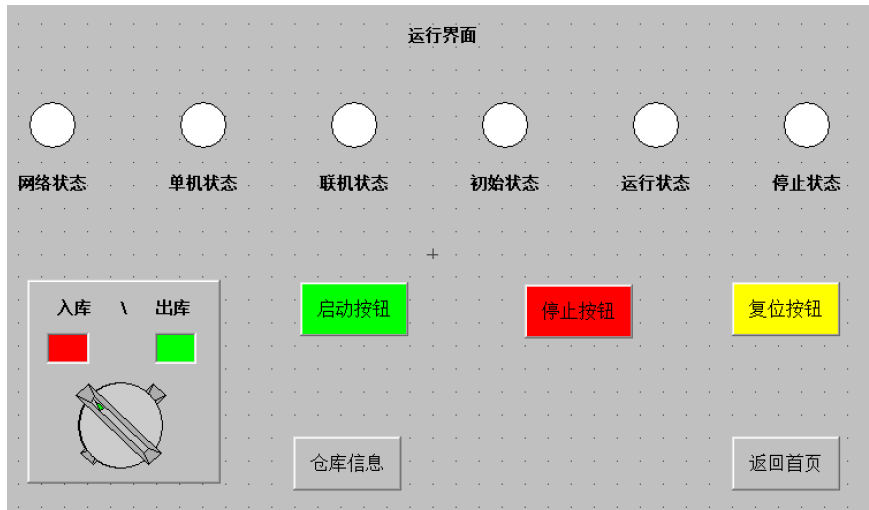 运行界面
网络状态 单机状态 联机状态 初始状态 运行状态 停止状态
入库 \ 出库
启动按钮 停止按钮 复位按钮
仓库信息 返回首页